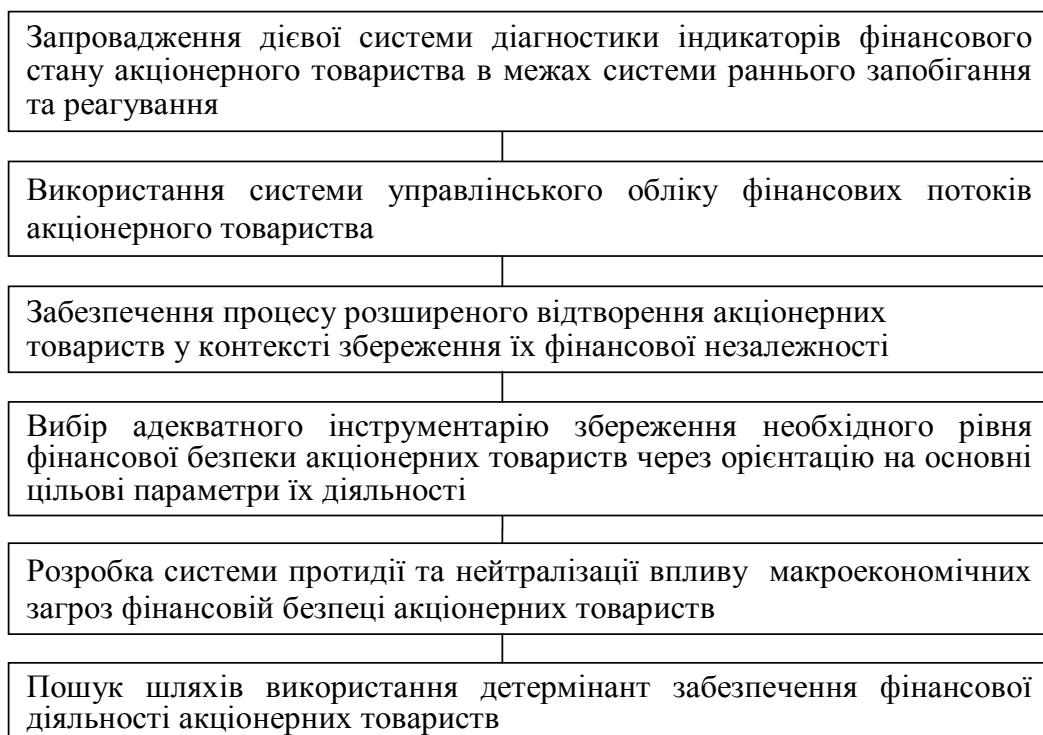 Запровадження дієвої системи діагностики індикаторів фінансового
стану акціонерного товариства в межах системи раннього запобігання
та реагування
Використання системи управлінського обліку фінансових потоків
акціонерного товариства
Забезпечення процесу розширеного відтворення акціонерних
товариств у контексті збереження їх фінансової незалежності
Вибір адекватного інструментарію збереження необхідного рівня
фінансової безпеки акціонерних товариств через орієнтацію на основні
цільові параметри їх діяльності
Розробка системи протидії та нейтралізації впливу макроекономічних
загроз фінансовій безпеці акціонерних товариств
Пошук шляхів використання детермінант забезпечення фінансової
діяльності акціонерних товариств